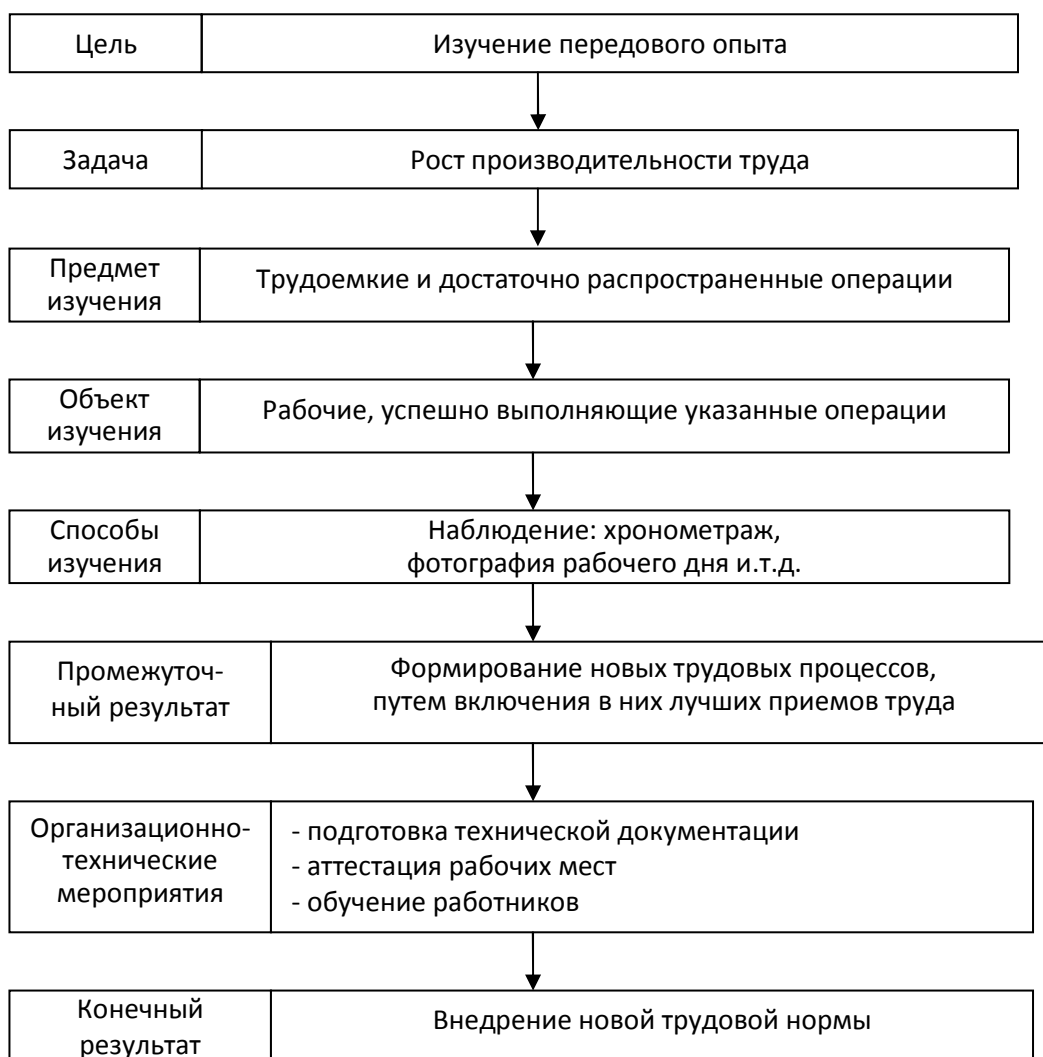 Цель
Изучение передового опыта
Задача
Рост производительности труда
Предмет
изучения
Трудоемкие и достаточно распространенные операции
Объект
изучения
Рабочие, успешно выполняющие указанные операции
Способы
изучения
Наблюдение: хронометраж,
фотография рабочего дня и.т.д.
Промежуточ-
ный результат
Формирование новых трудовых процессов,
путем включения в них лучших приемов труда
Организационно-
технические
мероприятия
- подготовка технической документации
- аттестация рабочих мест
- обучение работников
Конечный
результат
Внедрение новой трудовой нормы